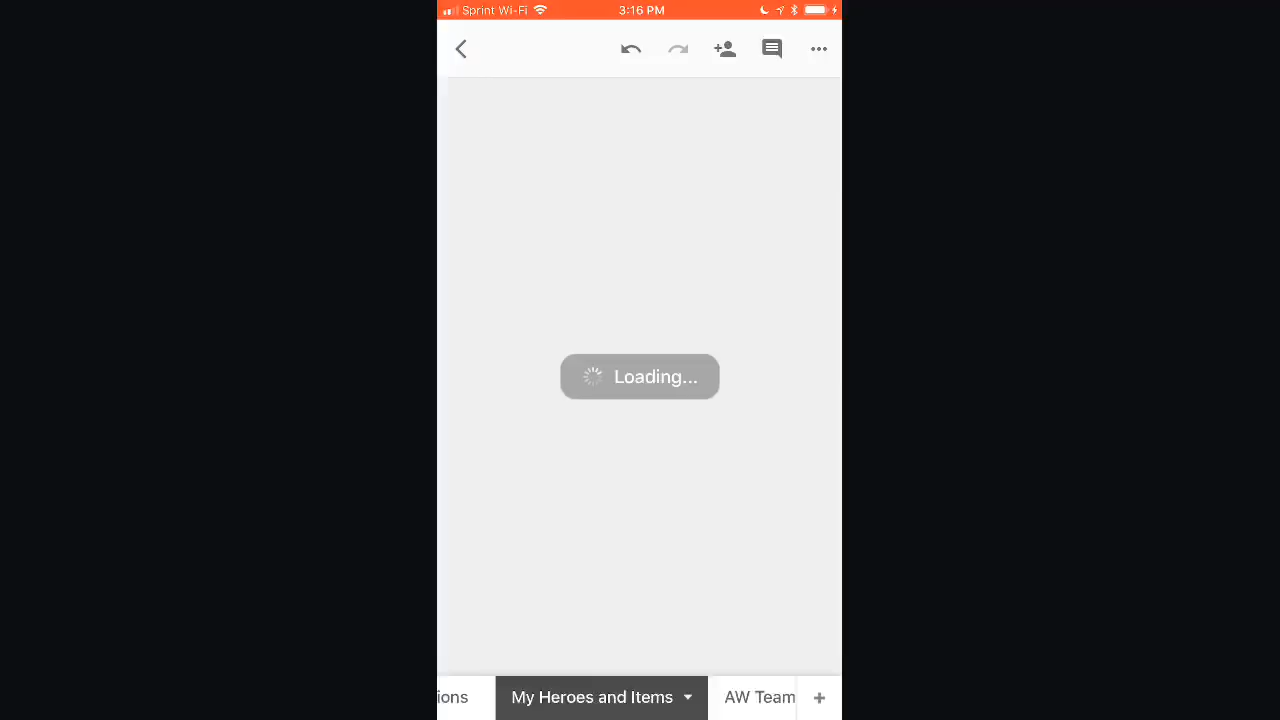 Sprint Wi-Fi 3:16 PM
Loading...
ions My Heroes and Items AW Team +